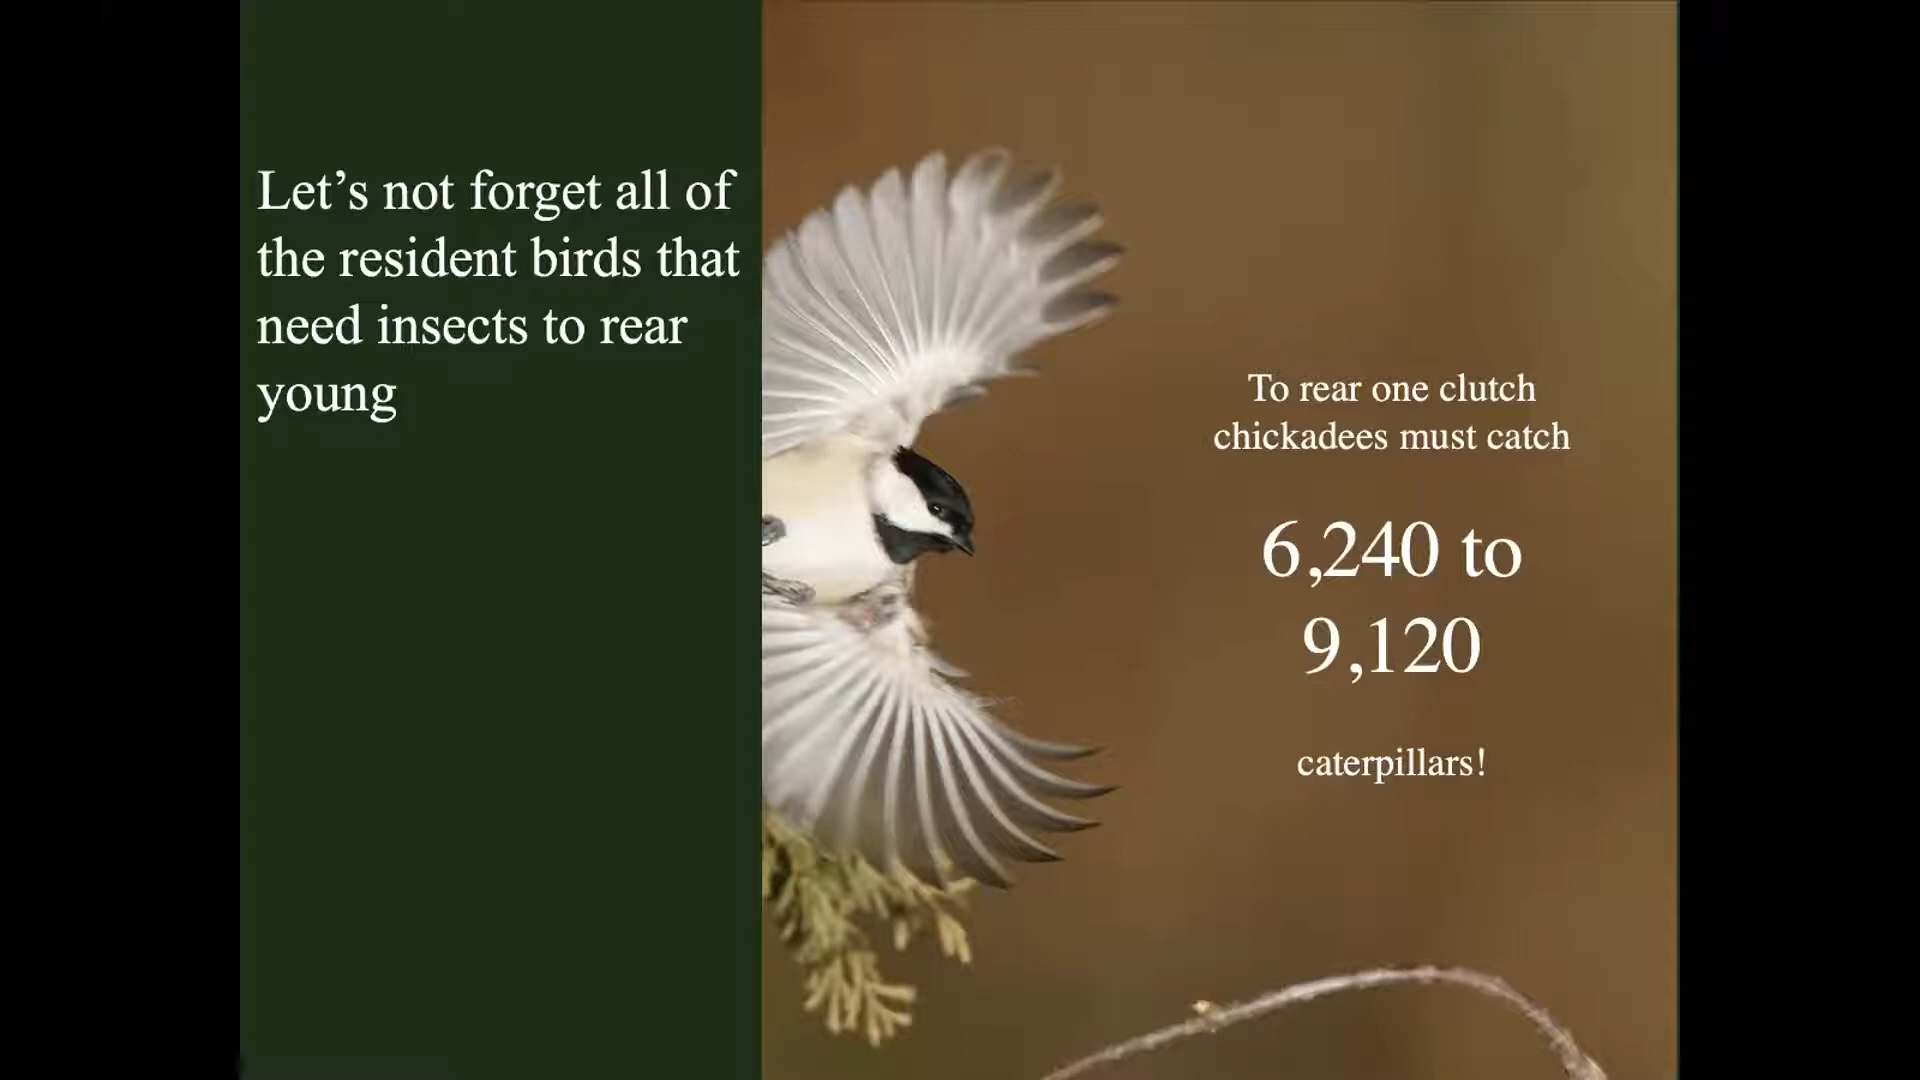 Let’s not forget all of
the resident birds that
need insects to rear
young
To rear one clutch
chickadees must catch
6,240 to
9,120
caterpillars!